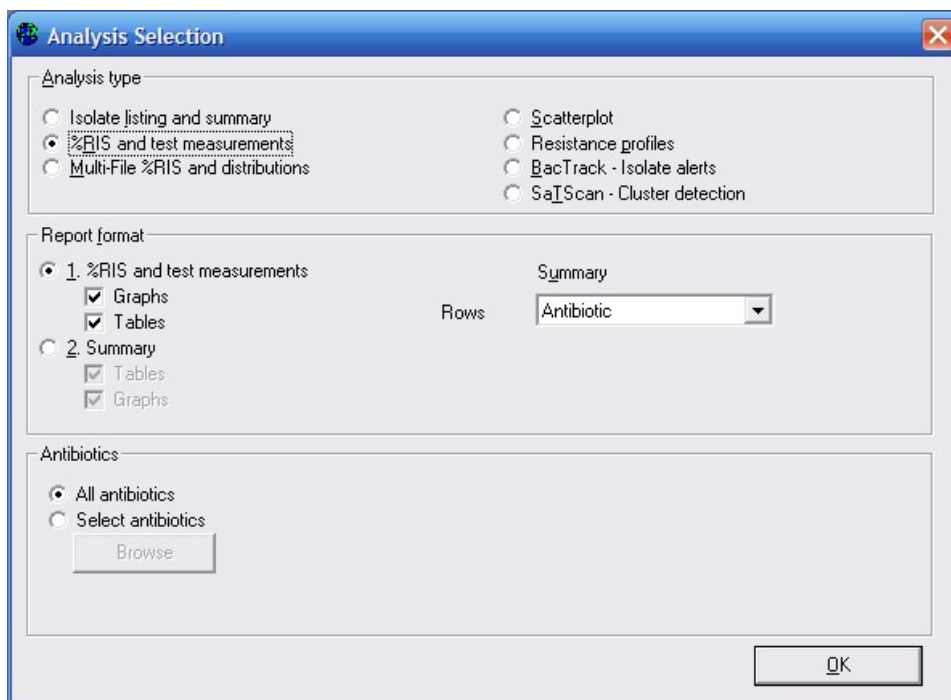 Analysis Selection
Analysis type
Isolate listing and summary
%RIS and test measurements
Multi-File %RIS and distributions
Scatterplot
Resistance profiles
BacTrack - Isolate alerts
SaTScan - Cluster detection
Report format
1. %RIS and test measurements
Graphs
Tables
2. Summary
Tables
Graphs
Summary
Rows
Antibiotic
Antibiotics
All antibiotics
Select antibiotics
Browse
OK